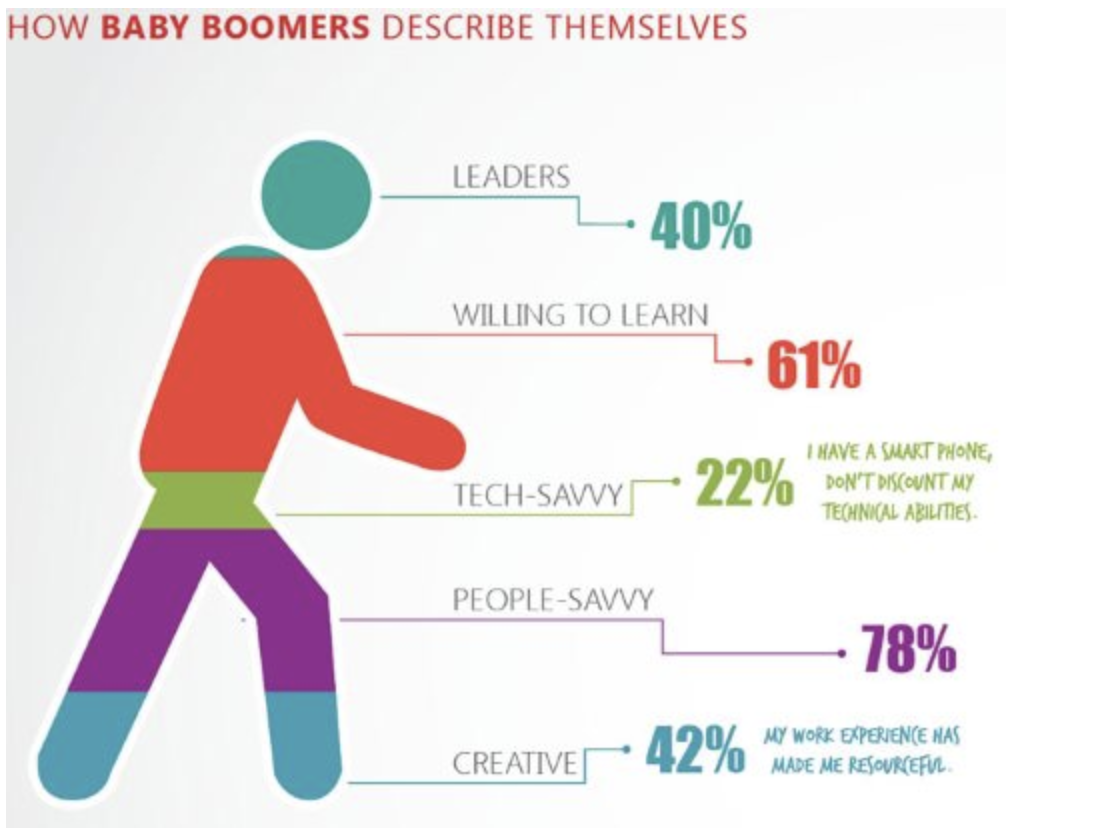 HOW BABY BOOMERS DESCRIBE THEMSELVES
LEADERS
40%
WILLING TO LEARN
61%
TECH-SAVVY
22%
I HAVE A SMART PHONE,
DON'T DISCOUNT MY
TECHNICAL ABILITIES.
PEOPLE-SAVVY
78%
CREATIVE
42%
MY WORK EXPERIENCE HAS
MADE ME RESOURCEFUL.